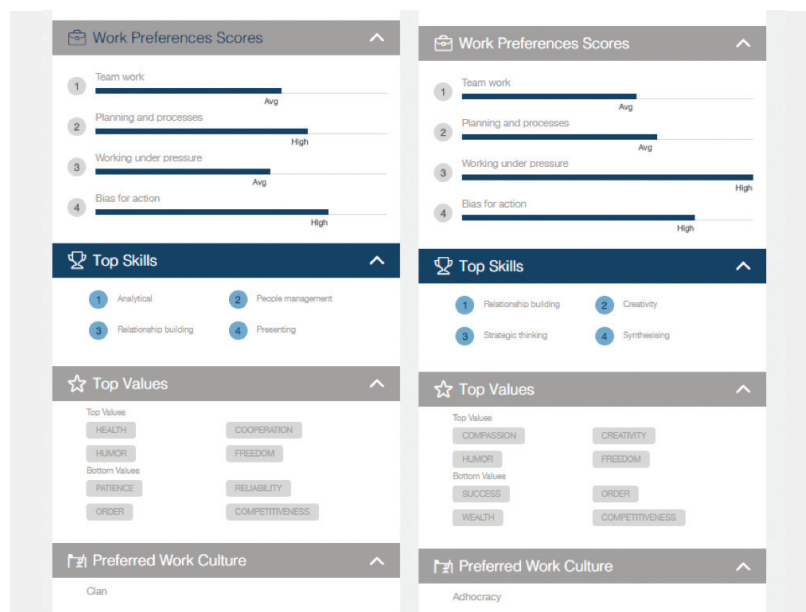 Work Preferences Scores
1 Team work
Avg
2 Planning and processes
High
3 Working under pressure
Avg
4 Bias for action
High
Top Skills
1 Analytical 2 People management
3 Relationship building 4 Presenting
Top Values
Top Values
HEALTH COOPERATION
HUMOR FREEDOM
Bottom Values
PATIENCE RELIABILITY
ORDER COMPETITIVENESS
Preferred Work Culture
Clan
Work Preferences Scores
1 Team work
Avg
2 Planning and processes
Avg
3 Working under pressure
High
4 Bias for action
High
Top Skills
1 Relationship building 2 Creativity
3 Strategic thinking 4 Synthesising
Top Values
Top Values
COMPASSION CREATIVITY
HUMOR FREEDOM
Bottom Values
SUCCESS ORDER
WEALTH COMPETITIVENESS
Preferred Work Culture
Adhocracy